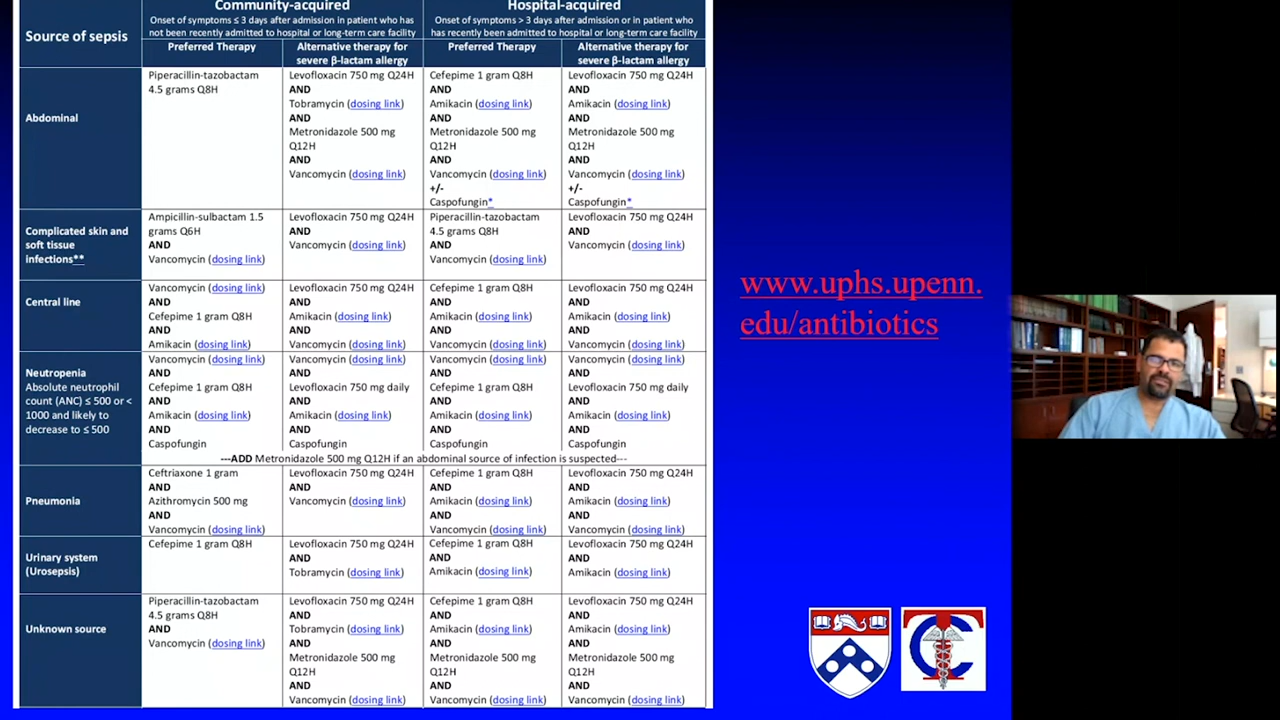 Source of sepsis
Community-acquired
Onset of symptoms ≤ 3 days after admission in patient who has
not been recently admitted to hospital or long-term care facility
Hospital-acquired
Onset of symptoms > 3 days after admission or in patient who
has recently been admitted to hospital or long-term care facility
Preferred Therapy
Alternative therapy for
severe β-lactam allergy
Preferred Therapy
Alternative therapy for
severe β-lactam allergy
Abdominal
Piperacillin-tazobactam
4.5 grams Q8H
Levofloxacin 750 mg Q24H
AND
Tobramycin (dosing link)
AND
Metronidazole 500 mg
Q12H
AND
Vancomycin (dosing link)
Cefepime 1 gram Q8H
AND
Amikacin (dosing link)
AND
Metronidazole 500 mg
Q12H
AND
Vancomycin (dosing link)
+/-
Caspofungin*
Levofloxacin 750 mg Q24H
AND
Amikacin (dosing link)
AND
Metronidazole 500 mg
Q12H
AND
Vancomycin (dosing link)
+/-
Caspofungin*
Complicated skin and
soft tissue
infections**
Ampicillin-sulbactam 1.5
grams Q6H
AND
Vancomycin (dosing link)
Levofloxacin 750 mg Q24H
AND
Vancomycin (dosing link)
Piperacillin-tazobactam
4.5 grams Q8H
AND
Vancomycin (dosing link)
Levofloxacin 750 mg Q24H
AND
Vancomycin (dosing link)
Central line
Vancomycin (dosing link)
AND
Cefepime 1 gram Q8H
AND
Amikacin (dosing link)
Levofloxacin 750 mg Q24H
AND
Amikacin (dosing link)
AND
Vancomycin (dosing link)
Cefepime 1 gram Q8H
AND
Amikacin (dosing link)
AND
Vancomycin (dosing link)
Levofloxacin 750 mg Q24H
AND
Amikacin (dosing link)
AND
Vancomycin (dosing link)
Neutropenia
Absolute neutrophil
count (ANC) ≤ 500 or <
1000 and likely to
decrease to ≤ 500
Vancomycin (dosing link)
AND
Cefepime 1 gram Q8H
AND
Amikacin (dosing link)
AND
Caspofungin
Vancomycin (dosing link)
AND
Levofloxacin 750 mg daily
AND
Amikacin (dosing link)
AND
Caspofungin
Vancomycin (dosing link)
AND
Cefepime 1 gram Q8H
AND
Amikacin (dosing link)
AND
Caspofungin
Vancomycin (dosing link)
AND
Levofloxacin 750 mg daily
AND
Amikacin (dosing link)
AND
Caspofungin
---ADD Metronidazole 500 mg Q12H if an abdominal source of infection is suspected---
Pneumonia
Ceftriaxone 1 gram
AND
Azithromycin 500 mg
AND
Vancomycin (dosing link)
Levofloxacin 750 mg Q24H
AND
Vancomycin (dosing link)
Cefepime 1 gram Q8H
AND
Amikacin (dosing link)
AND
Vancomycin (dosing link)
Levofloxacin 750 mg Q24H
AND
Amikacin (dosing link)
AND
Vancomycin (dosing link)
Urinary system
(Urosepsis)
Cefepime 1 gram Q8H
Levofloxacin 750 mg Q24H
AND
Tobramycin (dosing link)
Cefepime 1 gram Q8H
AND
Amikacin (dosing link)
Levofloxacin 750 mg Q24H
AND
Amikacin (dosing link)
Unknown source
Piperacillin-tazobactam
4.5 grams Q8H
AND
Vancomycin (dosing link)
Levofloxacin 750 mg Q24H
AND
Tobramycin (dosing link)
AND
Metronidazole 500 mg
Q12H
AND
Vancomycin (dosing link)
Cefepime 1 gram Q8H
AND
Amikacin (dosing link)
AND
Metronidazole 500 mg
Q12H
AND
Vancomycin (dosing link)
Levofloxacin 750 mg Q24H
AND
Amikacin (dosing link)
AND
Metronidazole 500 mg
Q12H
AND
Vancomycin (dosing link)
www.uphs.upenn.
edu/antibiotics